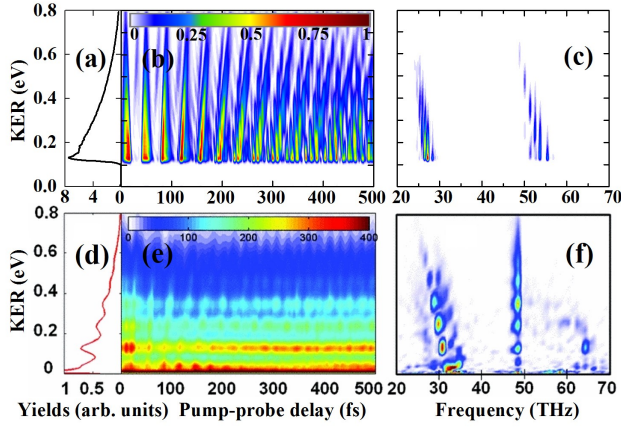 0.8
0.6
0.4
0.2
0.0
KER (eV)
(a)
8 4 0
0 0.25 0.5 0.75 1
(b)
100 200 300 400 500
(c)
20 30 40 50 60 70
0.8
0.6
0.4
0.2
0
KER (eV)
(d)
1 0.5 0
Yields (arb. units)
0 100 200 300 400
(e)
100 200 300 400 500
Pump-probe delay (fs)
(f)
20 30 40 50 60 70
Frequency (THz)